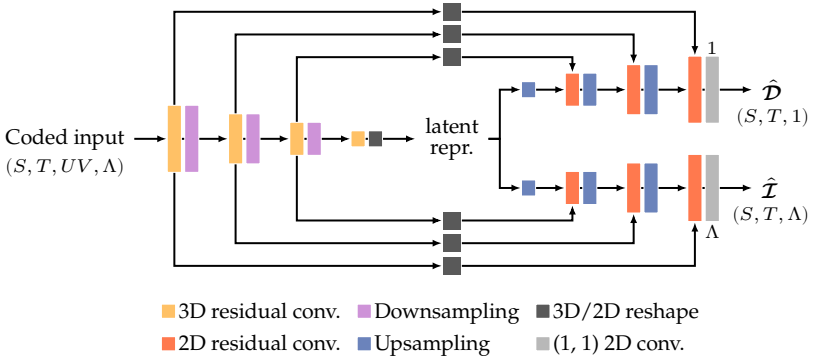 1
Coded input
(S, T, UV, Λ)
latent
repr.
𝒟̂
(S, T, 1)
ℐ̂
(S, T, Λ)
Λ
3D residual conv.
Downsampling
3D/2D reshape
2D residual conv.
Upsampling
(1, 1) 2D conv.